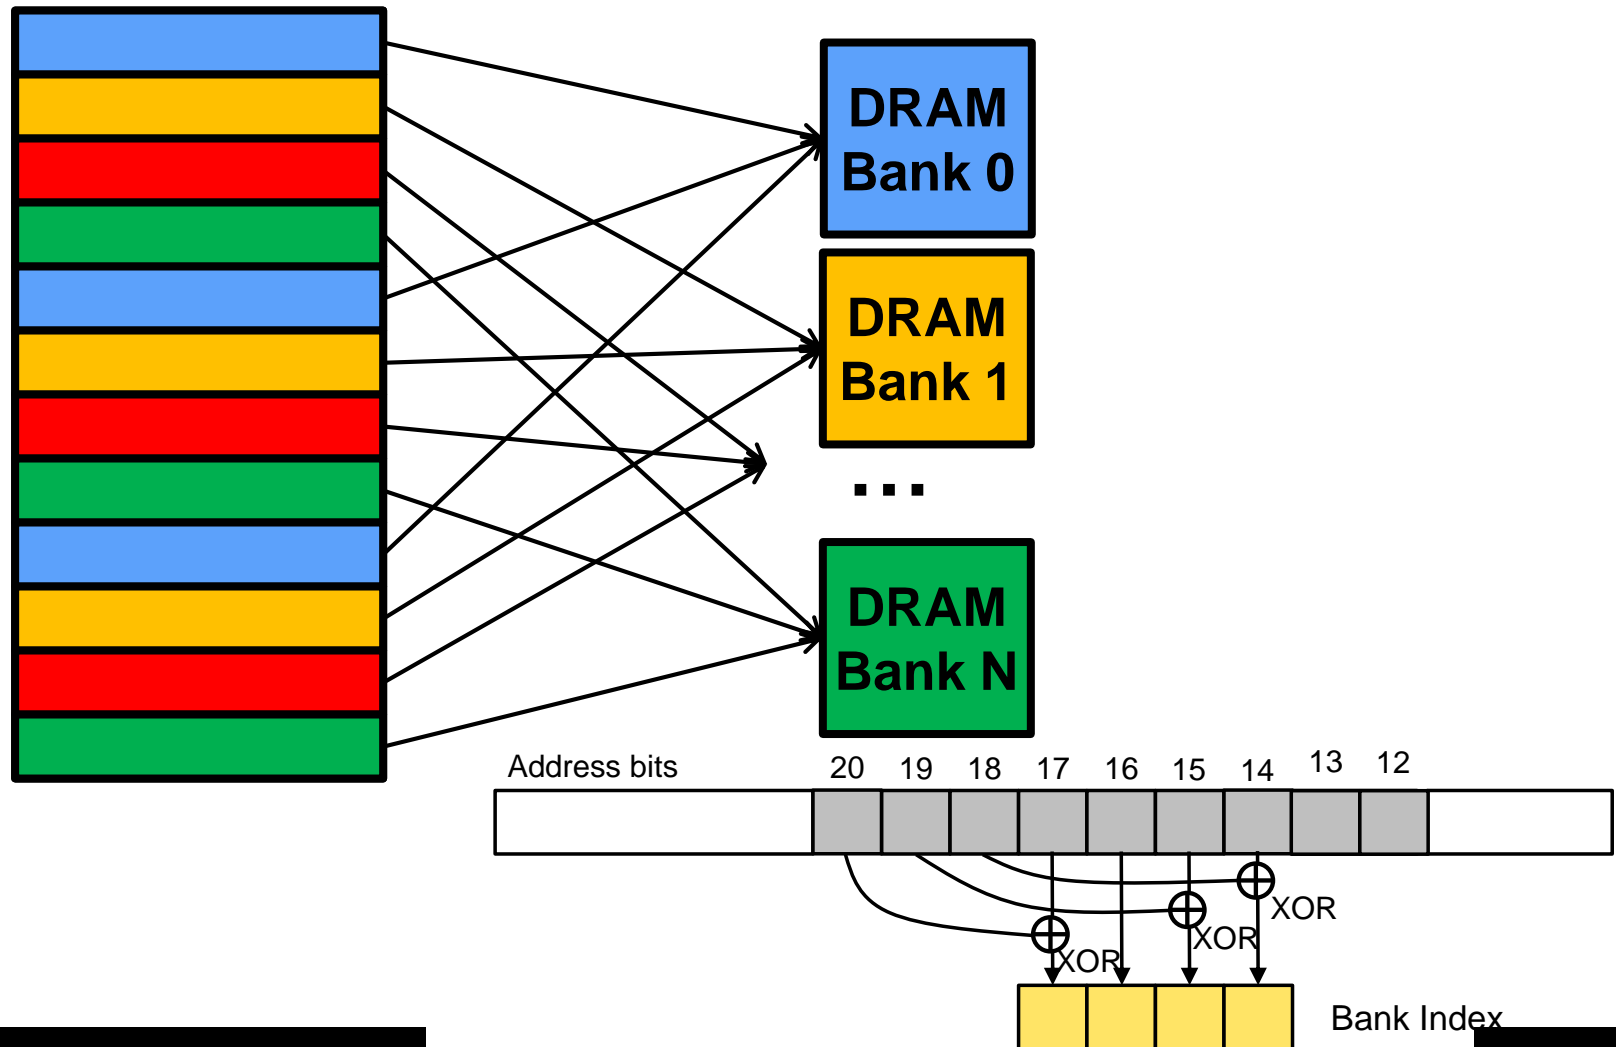 DRAM
Bank 0
DRAM
Bank 1
...
DRAM
Bank N
Address bits 20 19 18 17 16 15 14 13 12
XOR
XOR
XOR
Bank Index